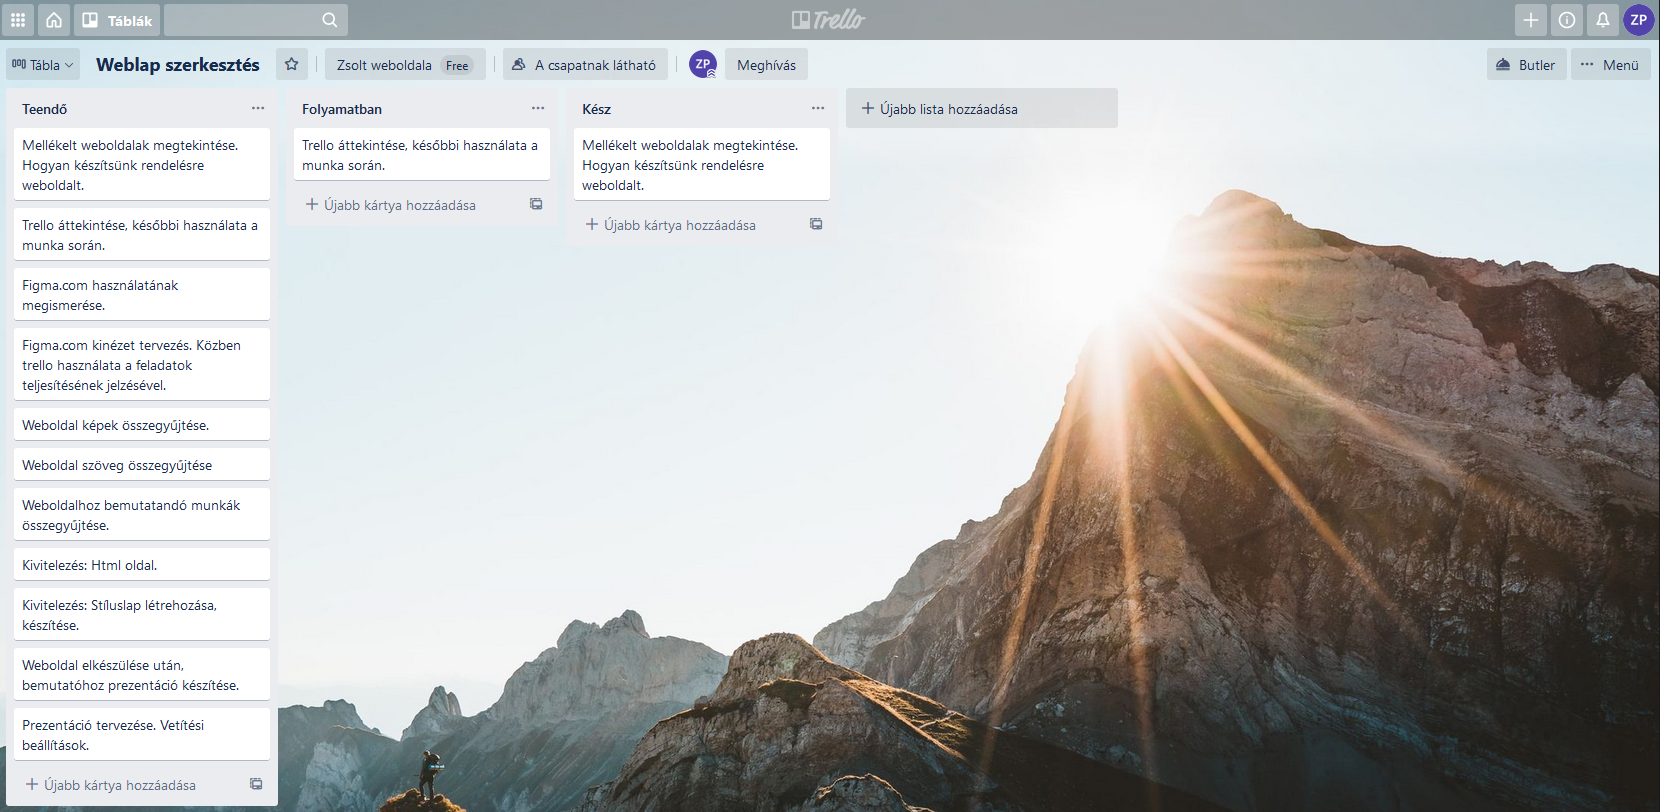 Táblák
Trello
ZP
Tábla
Weblap szerkesztés
Zsolt weboldala Free
A csapatnak látható
ZP
Meghívás
Butler
Menü
Teendő
Mellékelt weboldalak megtekintése.
Hogyan készítsünk rendelésre
weboldalt.
Trello áttekintése, későbbi használata a
munka során.
Figma.com használatának
megismerése.
Figma.com kinézet tervezés. Közben
trello használata a feladatok
teljesítésének jelzésével.
Weboldal képek összegyűjtése.
Weboldal szöveg összegyűjtése
Weboldalhoz bemutatandó munkák
összegyűjtése.
Kivitelezés: Html oldal.
Kivitelezés: Stíluslap létrehozása,
készítése.
Weboldal elkészülése után,
bemutatóhoz prezentáció készítése.
Prezentáció tervezése. Vetítési
beállítások.
Újabb kártya hozzáadása
Folyamatban
Trello áttekintése, későbbi használata a
munka során.
Újabb kártya hozzáadása
Kész
Mellékelt weboldalak megtekintése.
Hogyan készítsünk rendelésre
weboldalt.
Újabb kártya hozzáadása
Újabb lista hozzáadása